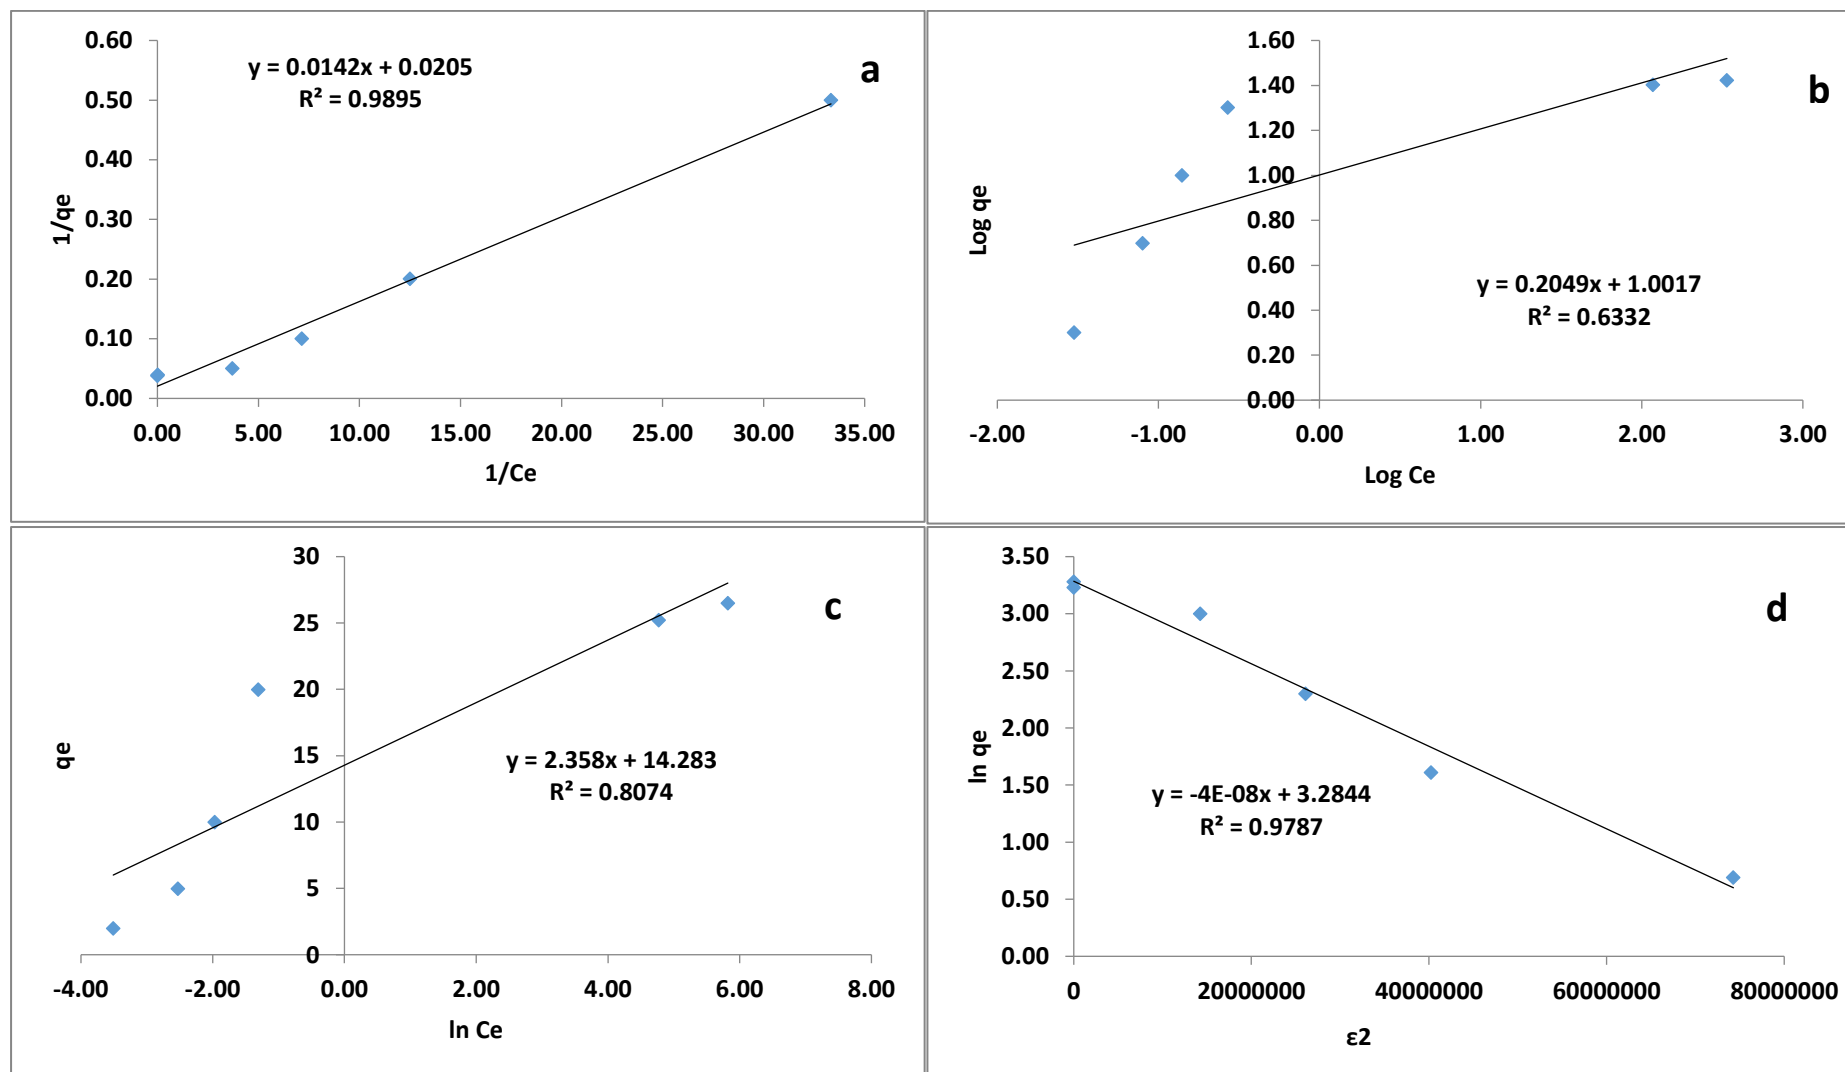 a
y = 0.0142x + 0.0205
R² = 0.9895
0.60
0.50
0.40
0.30
0.20
0.10
0.00
1/qe
0.00 5.00 10.00 15.00 20.00 25.00 30.00 35.00
1/Ce
b
1.60
1.40
1.20
1.00
0.80
0.60
0.40
0.20
0.00
Log qe
y = 0.2049x + 1.0017
R² = 0.6332
-2.00 -1.00 0.00 1.00 2.00 3.00
Log Ce
c
30
25
20
15
10
5
0
qe
y = 2.358x + 14.283
R² = 0.8074
-4.00 -2.00 0.00 2.00 4.00 6.00 8.00
ln Ce
d
3.50
3.00
2.50
2.00
1.50
1.00
0.50
0.00
ln qe
y = -4E-08x + 3.2844
R² = 0.9787
0 20000000 40000000 60000000 80000000
ε2